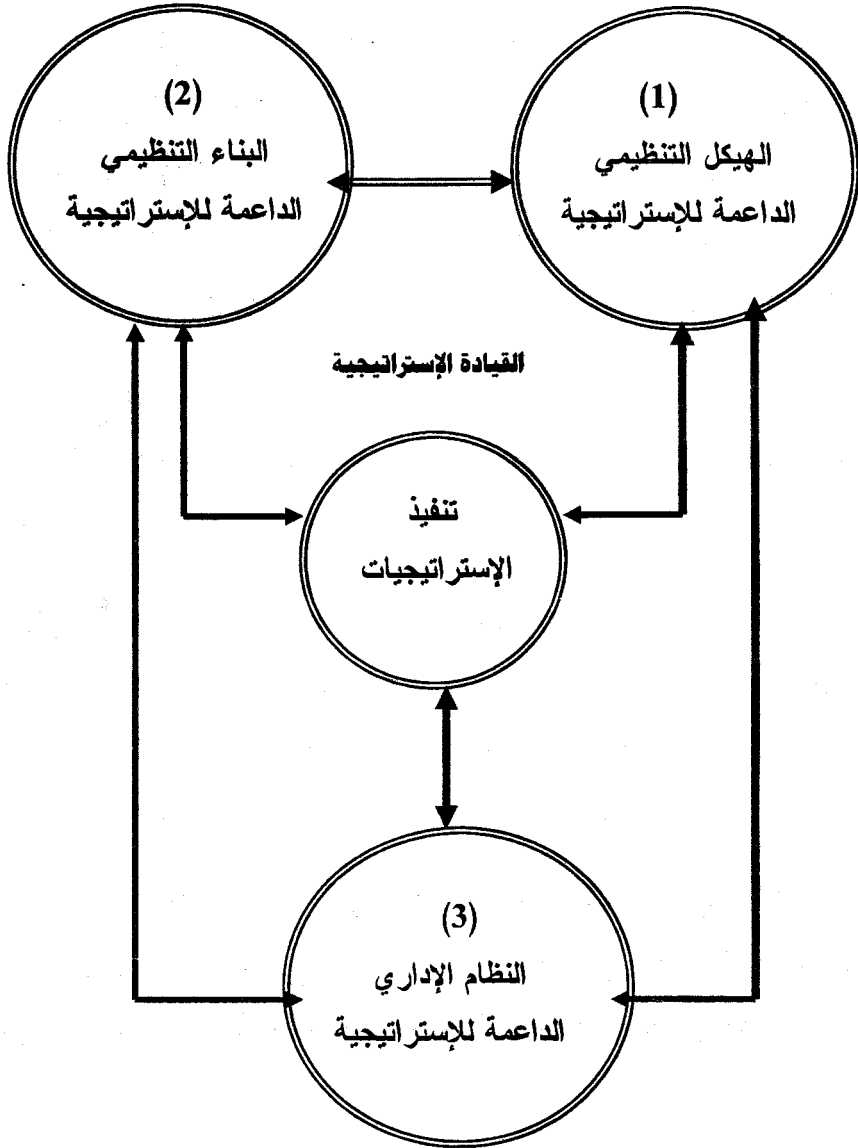 (1)
الهيكل التنظيمي
الداعمة للإستراتيجية
(2)
البناء التنظيمي
الداعمة للإستراتيجية
القيادة الإستراتيجية
تنفيذ
الإستراتيجيات
(3)
النظام الإداري
الداعمة للإستراتيجية